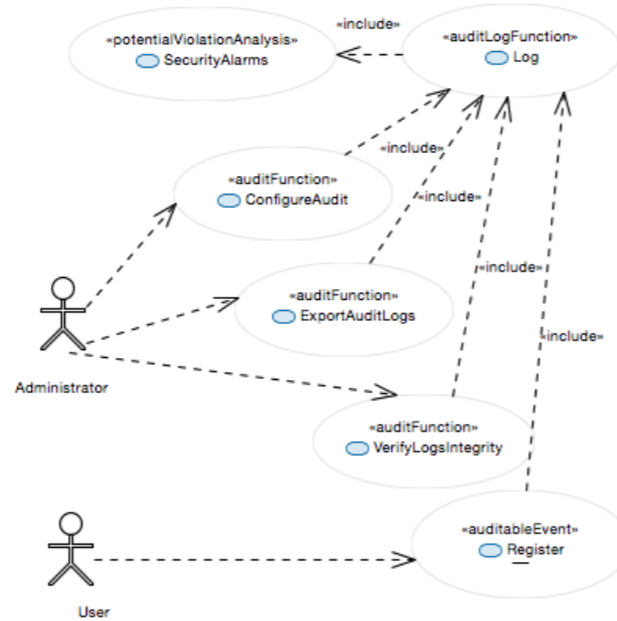 «include»
«potentialViolationAnalysis»
SecurityAlarms
«auditLogFunction»
Log
«include»
«auditFunction»
ConfigureAudit
«include»
«include»
«auditFunction»
ExportAuditLogs
«include»
Administrator
«auditFunction»
VerifyLogsIntegrity
«auditableEvent»
Register
User